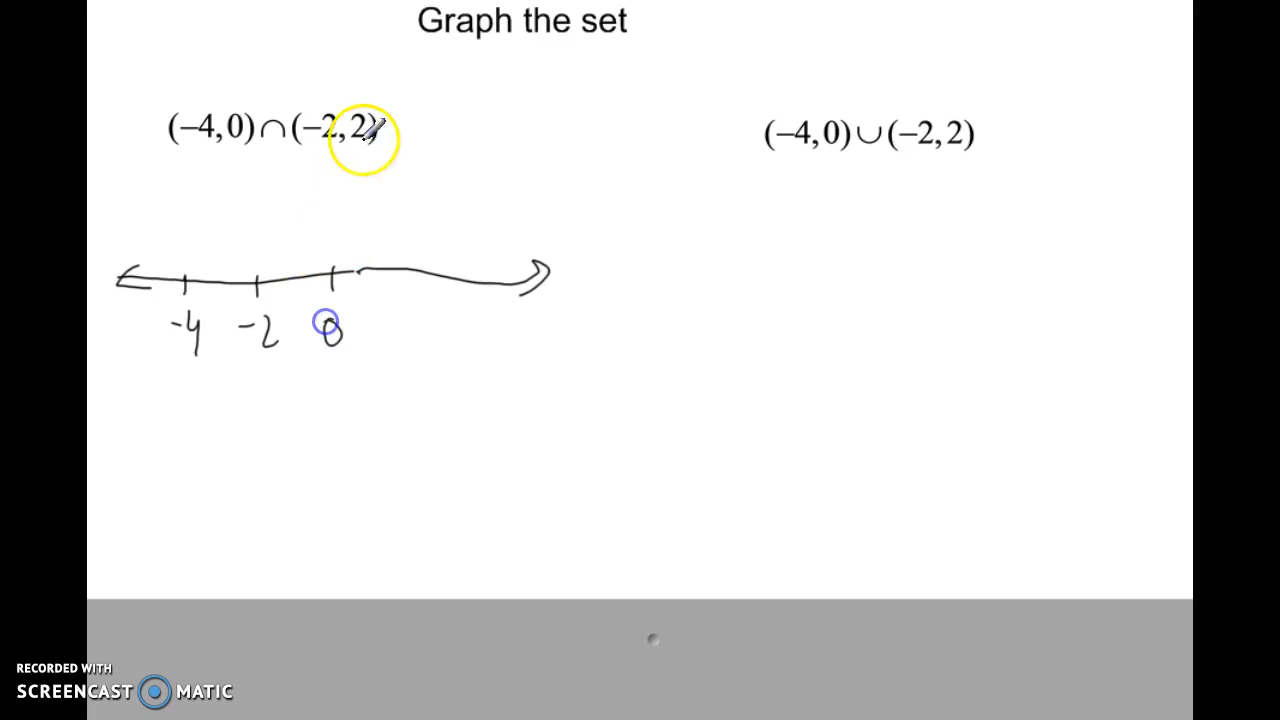 Graph the set
(−4,0)∩(−2,2)
(−4,0)∪(−2,2)
-4 -2 0
RECORDED WITH
SCREENCAST MATIC